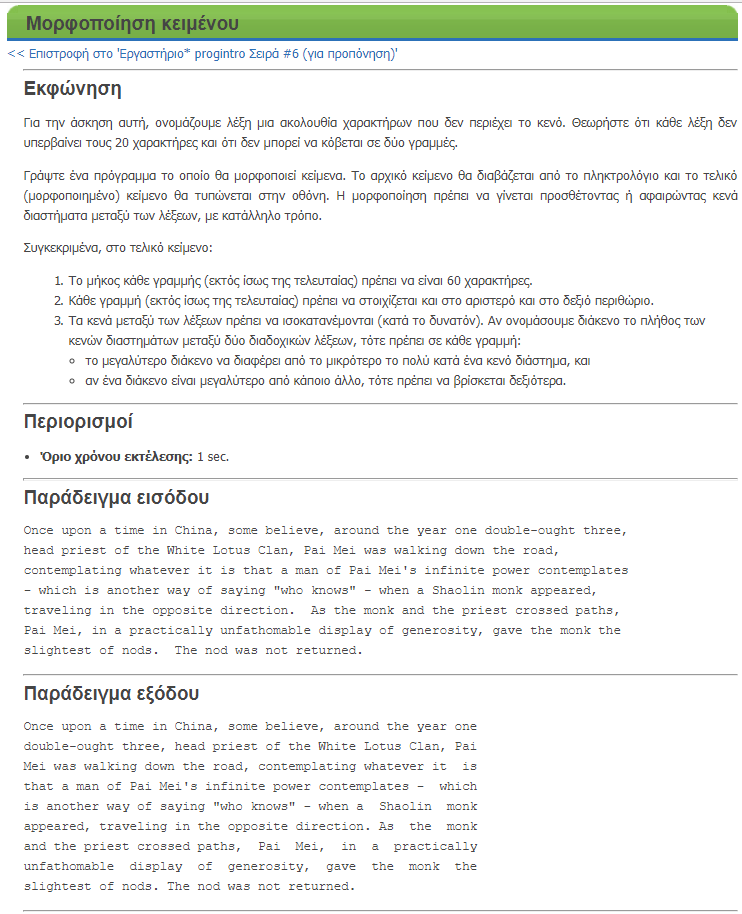 Μορφοποίηση κειμένου
<< Επιστροφή στο 'Εργαστήριο* progintro Σειρά #6 (για προπόνηση)'
Εκφώνηση
Για την άσκηση αυτή, ονομάζουμε λέξη μια ακολουθία χαρακτήρων που δεν περιέχει το κενό. Θεωρήστε ότι κάθε λέξη δεν
υπερβαίνει τους 20 χαρακτήρες και ότι δεν μπορεί να κόβεται σε δύο γραμμές.
Γράψτε ένα πρόγραμμα το οποίο θα μορφοποιεί κείμενα. Το αρχικό κείμενο θα διαβάζεται από το πληκτρολόγιο και το τελικό
(μορφοποιημένο) κείμενο θα τυπώνεται στην οθόνη. Η μορφοποίηση πρέπει να γίνεται προσθέτοντας ή αφαιρώντας κενά
διαστήματα μεταξύ των λέξεων, με κατάλληλο τρόπο.
Συγκεκριμένα, στο τελικό κείμενο:
1. Το μήκος κάθε γραμμής (εκτός ίσως της τελευταίας) πρέπει να είναι 60 χαρακτήρες.
2. Κάθε γραμμή (εκτός ίσως της τελευταίας) πρέπει να στοιχίζεται και στο αριστερό και στο δεξιό περιθώριο.
3. Τα κενά μεταξύ των λέξεων πρέπει να ισοκατανέμονται (κατά το δυνατόν). Αν ονομάσουμε διάκενο το πλήθος των
κενών διαστημάτων μεταξύ δύο διαδοχικών λέξεων, τότε πρέπει σε κάθε γραμμή:
◦ το μεγαλύτερο διάκενο να διαφέρει από το μικρότερο το πολύ κατά ένα κενό διάστημα, και
◦ αν ένα διάκενο είναι μεγαλύτερο από κάποιο άλλο, τότε πρέπει να βρίσκεται δεξιότερα.
Περιορισμοί
• Όριο χρόνου εκτέλεσης: 1 sec.
Παράδειγμα εισόδου
Once upon a time in China, some believe, around the year one double-ought three,
head priest of the White Lotus Clan, Pai Mei was walking down the road,
contemplating whatever it is that a man of Pai Mei's infinite power contemplates
- which is another way of saying "who knows" - when a Shaolin monk appeared,
traveling in the opposite direction.  As the monk and the priest crossed paths,
Pai Mei, in a practically unfathomable display of generosity, gave the monk the
slightest of nods.  The nod was not returned.
Παράδειγμα εξόδου
Once upon a time in China, some believe, around the year one
double-ought three, head priest of the White Lotus Clan, Pai
Mei was walking down the road, contemplating whatever it  is
that a man of Pai Mei's infinite power contemplates -  which
is another way of saying "who knows" - when a  Shaolin  monk
appeared, traveling in the opposite direction. As  the  monk
and the priest crossed paths,  Pai  Mei,  in  a  practically
unfathomable  display  of  generosity,  gave  the  monk  the
slightest of nods. The nod was not returned.